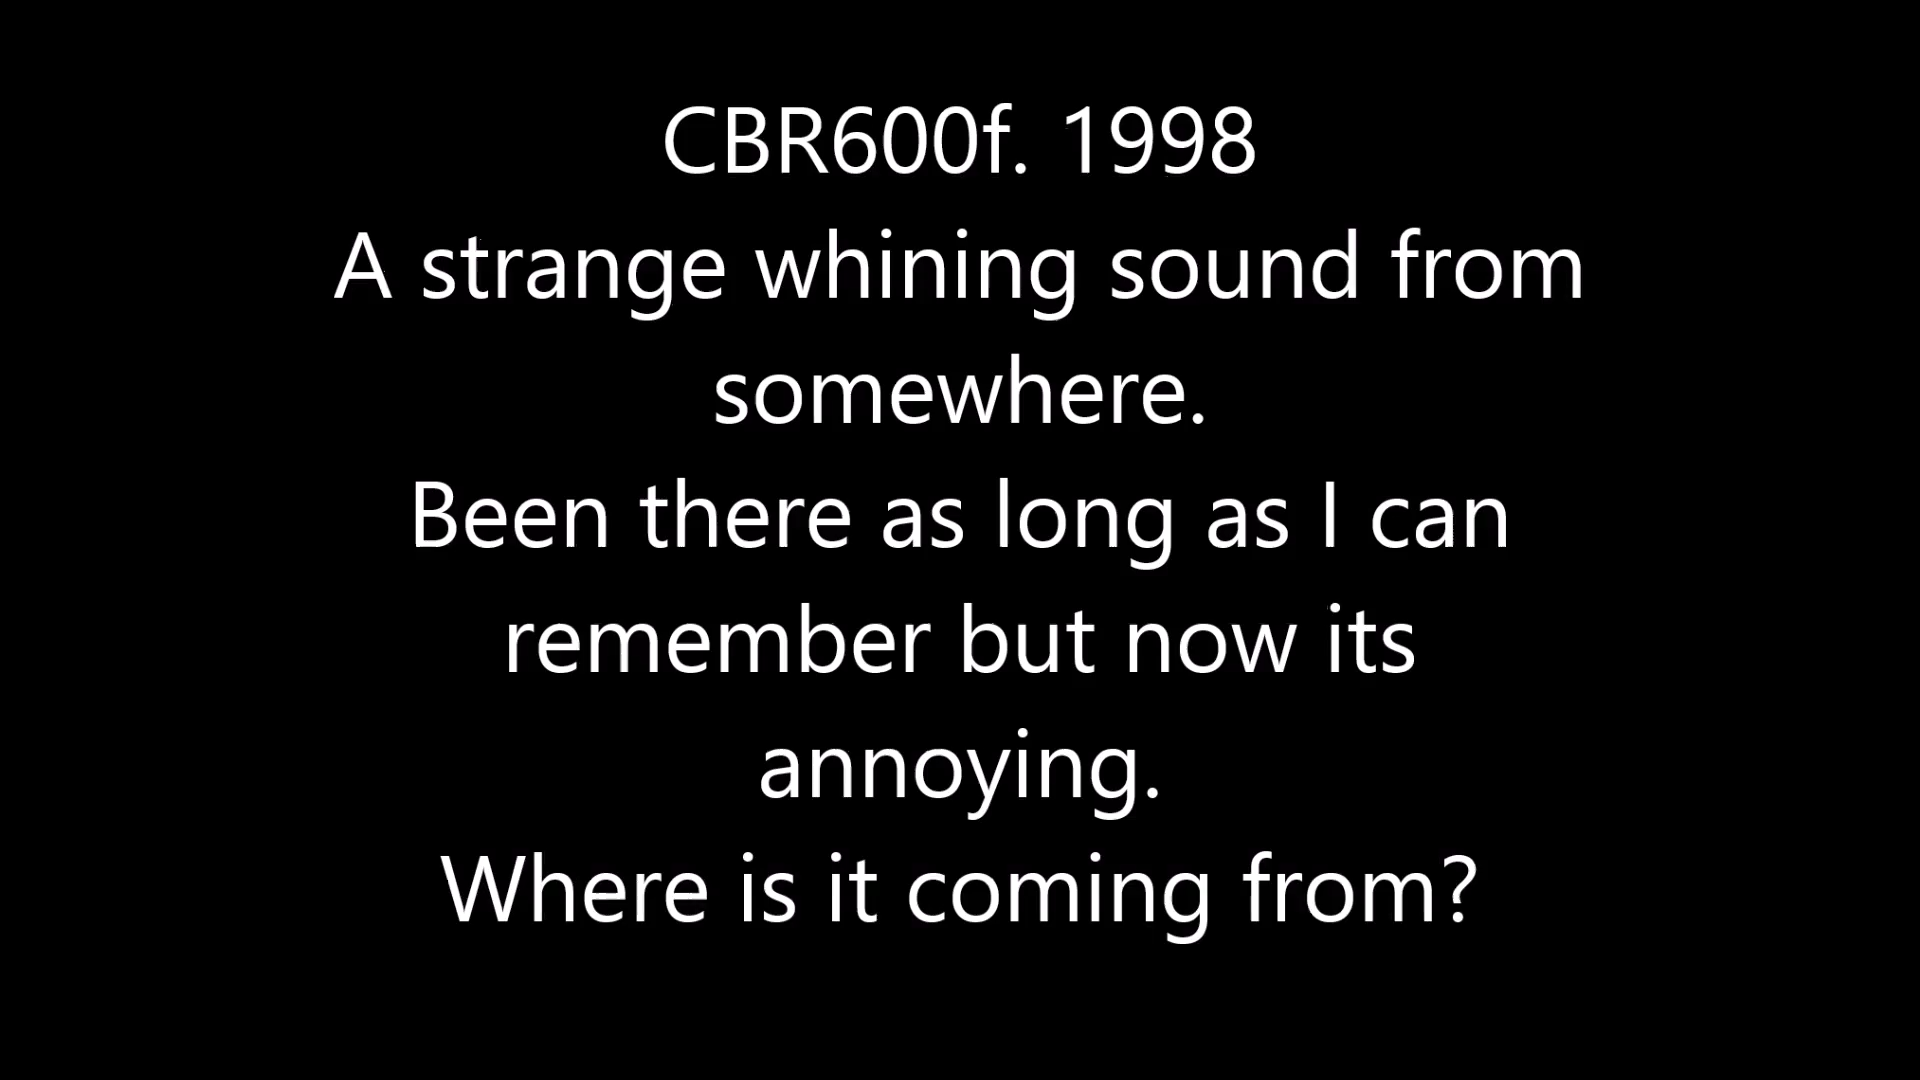 CBR600f. 1998
A strange whining sound from
somewhere.
Been there as long as I can
remember but now its
annoying.
Where is it coming from?